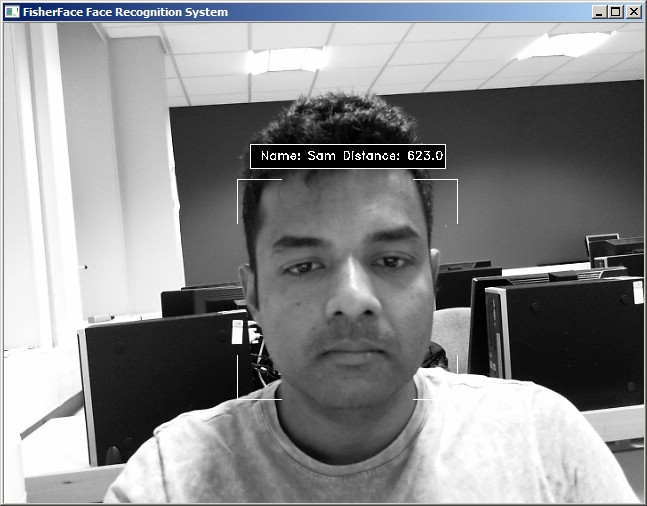 FisherFace Face Recognition System
Name: Sam Distance: 623.0